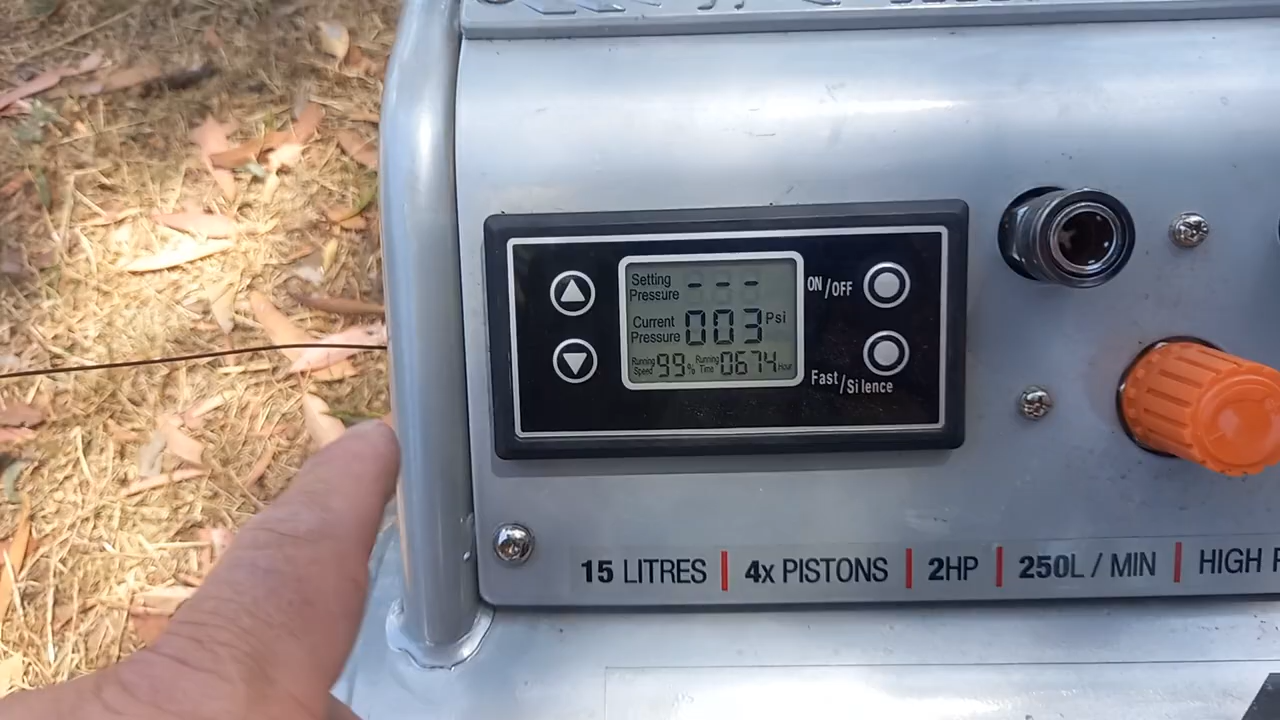 Setting Pressure - - -
Current Pressure 003 Psi
Running Speed 99 % Running Time 0674 Hour
ON/OFF
Fast/Silence
15 LITRES | 4x PISTONS | 2HP | 250L / MIN | HIGH